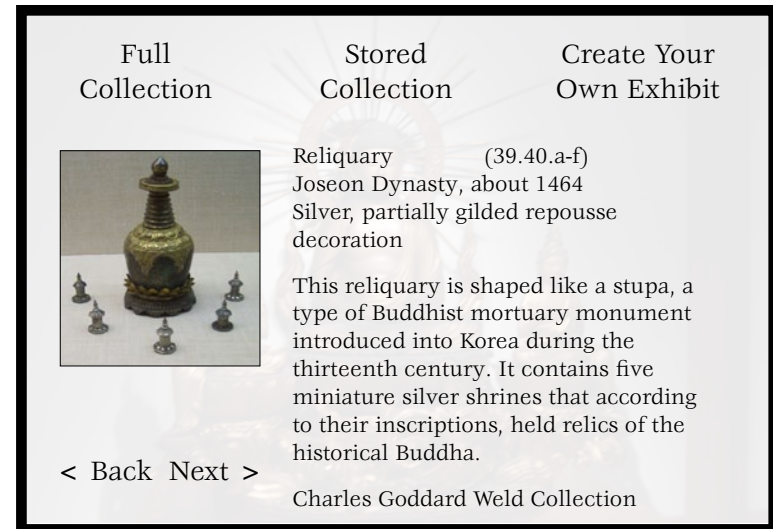 Full
Collection
Stored
Collection
Create Your
Own Exhibit
Reliquary (39.40.a-f)
Joseon Dynasty, about 1464
Silver, partially gilded repousse
decoration
This reliquary is shaped like a stupa, a
type of Buddhist mortuary monument
introduced into Korea during the
thirteenth century. It contains five
miniature silver shrines that according
to their inscriptions, held relics of the
historical Buddha.
Charles Goddard Weld Collection
< Back Next >